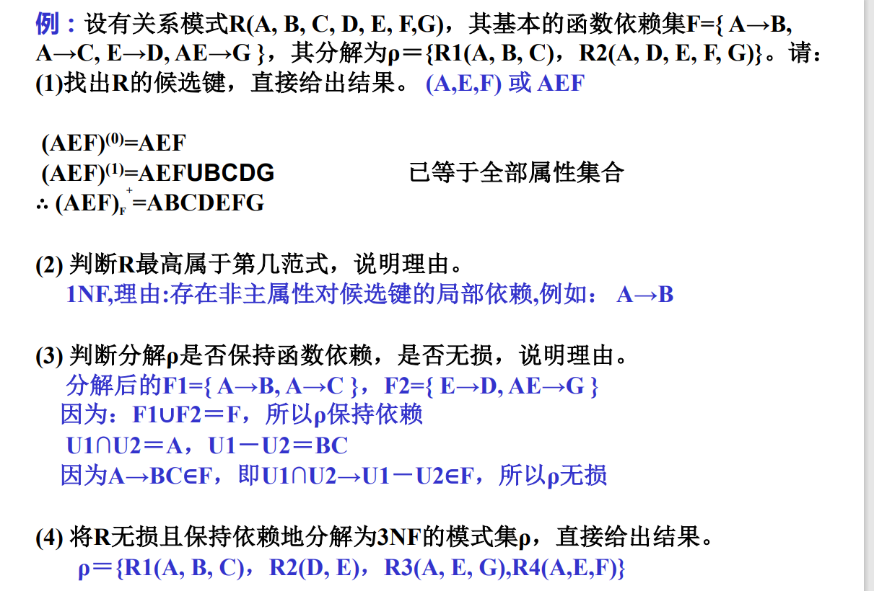 例：设有关系模式R(A, B, C, D, E, F,G)，其基本的函数依赖集F={ A→B,
A→C, E→D, AE→G }，其分解为ρ＝{R1(A, B, C)，R2(A, D, E, F, G)}。请：
(1)找出R的候选键，直接给出结果。 (A,E,F) 或 AEF
(AEF)⁽⁰⁾=AEF
(AEF)⁽¹⁾=AEFUBCDG 已等于全部属性集合
∴ (AEF)F⁺=ABCDEFG
(2) 判断R最高属于第几范式，说明理由。
1NF,理由:存在非主属性对候选键的局部依赖,例如： A→B
(3) 判断分解ρ是否保持函数依赖，是否无损，说明理由。
分解后的F1={ A→B, A→C }，F2={ E→D, AE→G }
因为：F1∪F2＝F，所以ρ保持依赖
U1∩U2＝A，U1－U2＝BC
因为A→BC∈F，即U1∩U2→U1－U2∈F，所以ρ无损
(4) 将R无损且保持依赖地分解为3NF的模式集ρ，直接给出结果。
ρ＝{R1(A, B, C)，R2(D, E)，R3(A, E, G),R4(A,E,F)}